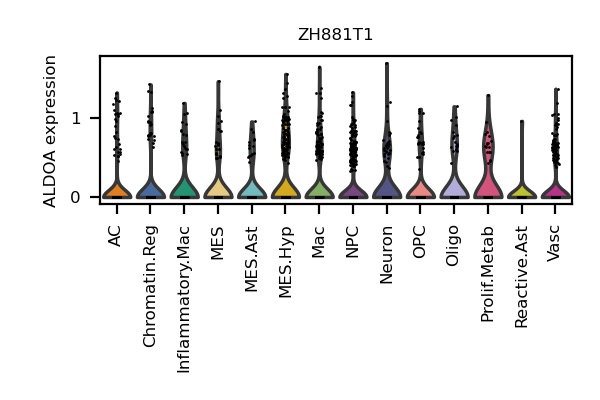 ZH881T1
ALDOA expression
1
0
AC
Chromatin.Reg
Inflammatory.Mac
MES
MES.Ast
MES.Hyp
Mac
NPC
Neuron
OPC
Oligo
Prolif.Metab
Reactive.Ast
Vasc